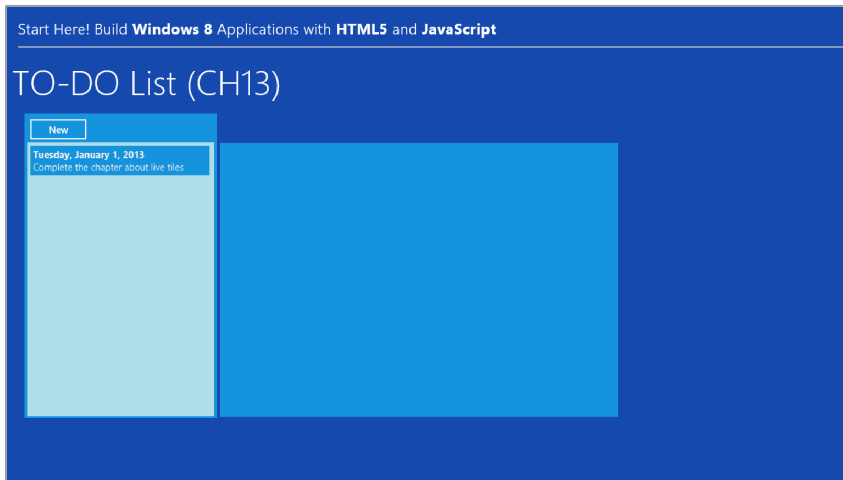 Start Here! Build Windows 8 Applications with HTML5 and JavaScript
TO-DO List (CH13)
New
Tuesday, January 1, 2013
Complete the chapter about live tiles